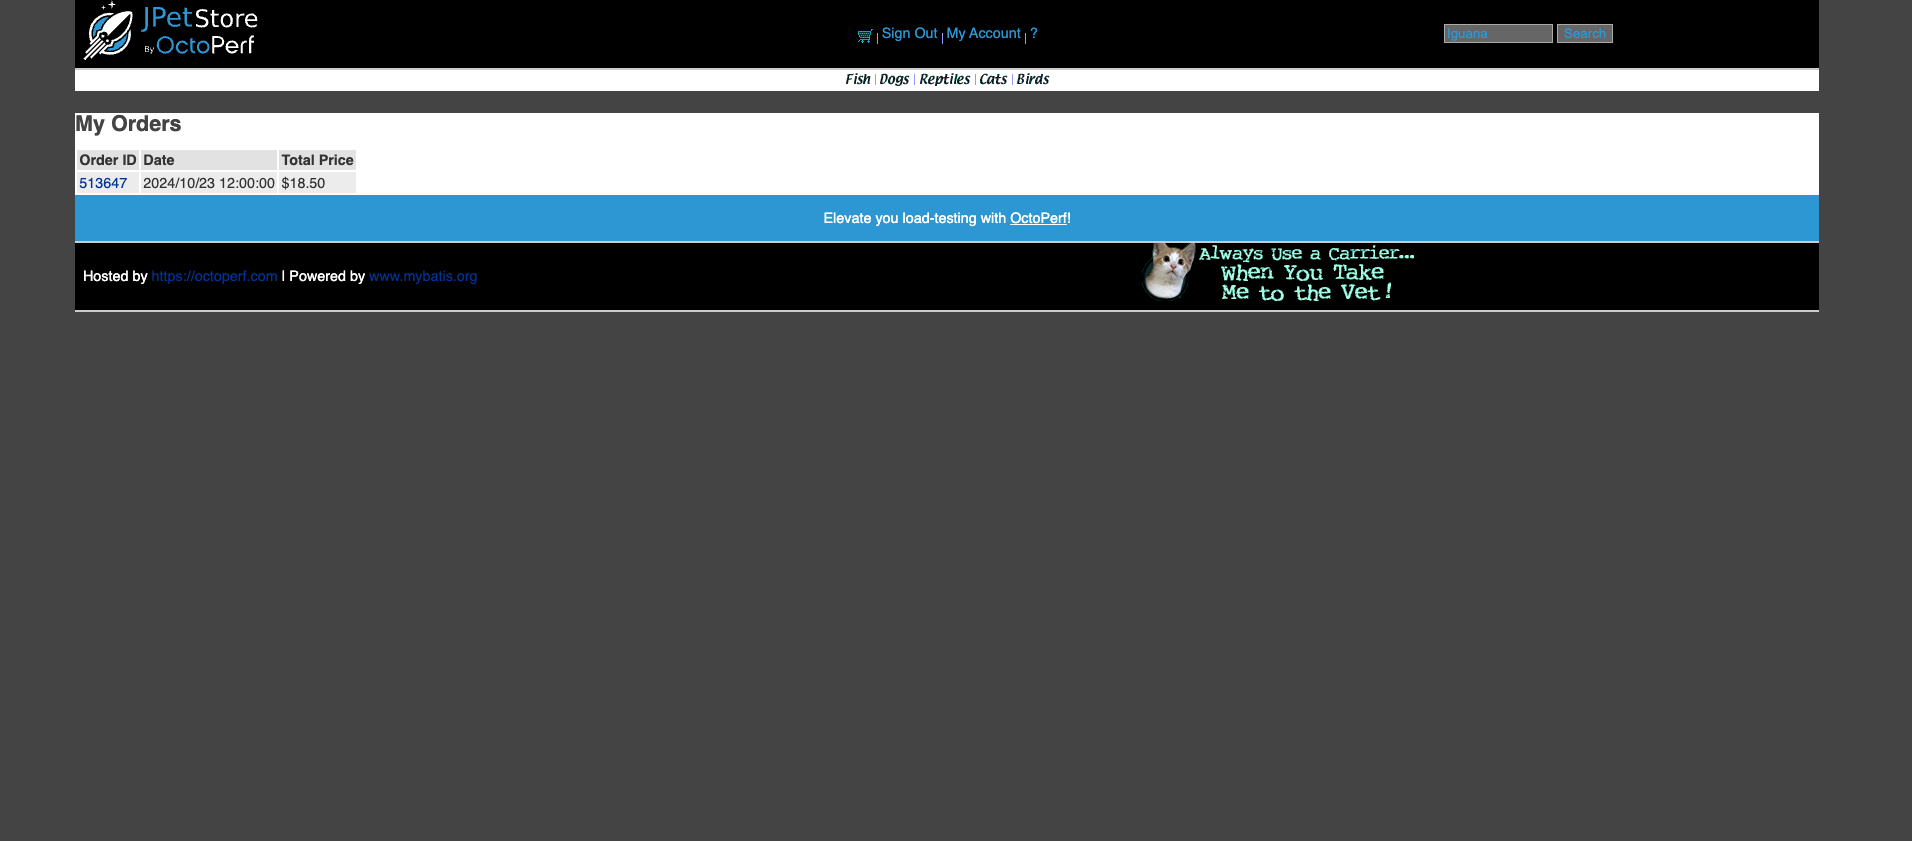 JPetStore
By OctoPerf
Sign Out My Account ?
Iguana Search
Fish Dogs Reptiles Cats Birds
My Orders
Order ID Date Total Price
513647 2024/10/23 12:00:00 $18.50
Elevate you load-testing with OctoPerf!
Hosted by https://octoperf.com | Powered by www.mybatis.org
Always Use a Carrier...
When You Take
Me to the Vet!